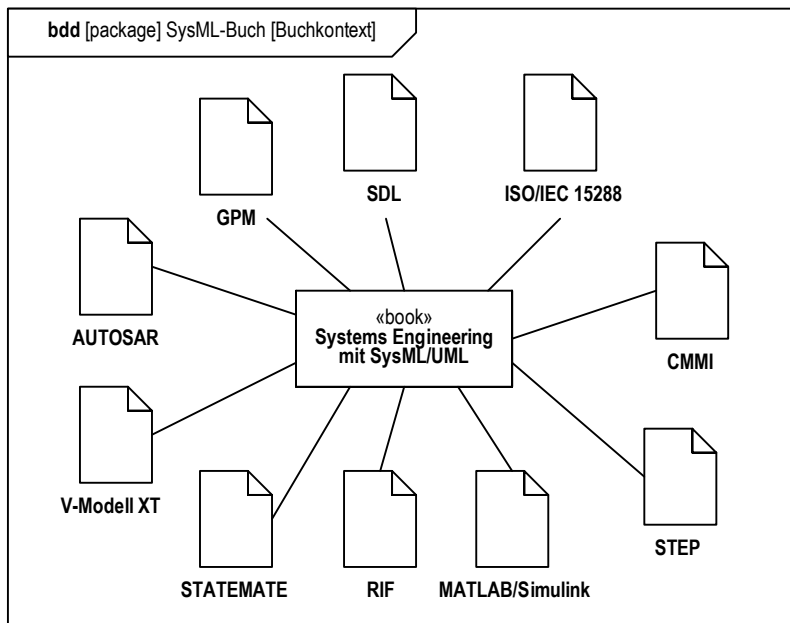 bdd [package] SysML-Buch [Buchkontext]
SDL
ISO/IEC 15288
GPM
AUTOSAR
«book»
Systems Engineering
mit SysML/UML
CMMI
V-Modell XT
STEP
STATEMATE
RIF
MATLAB/Simulink